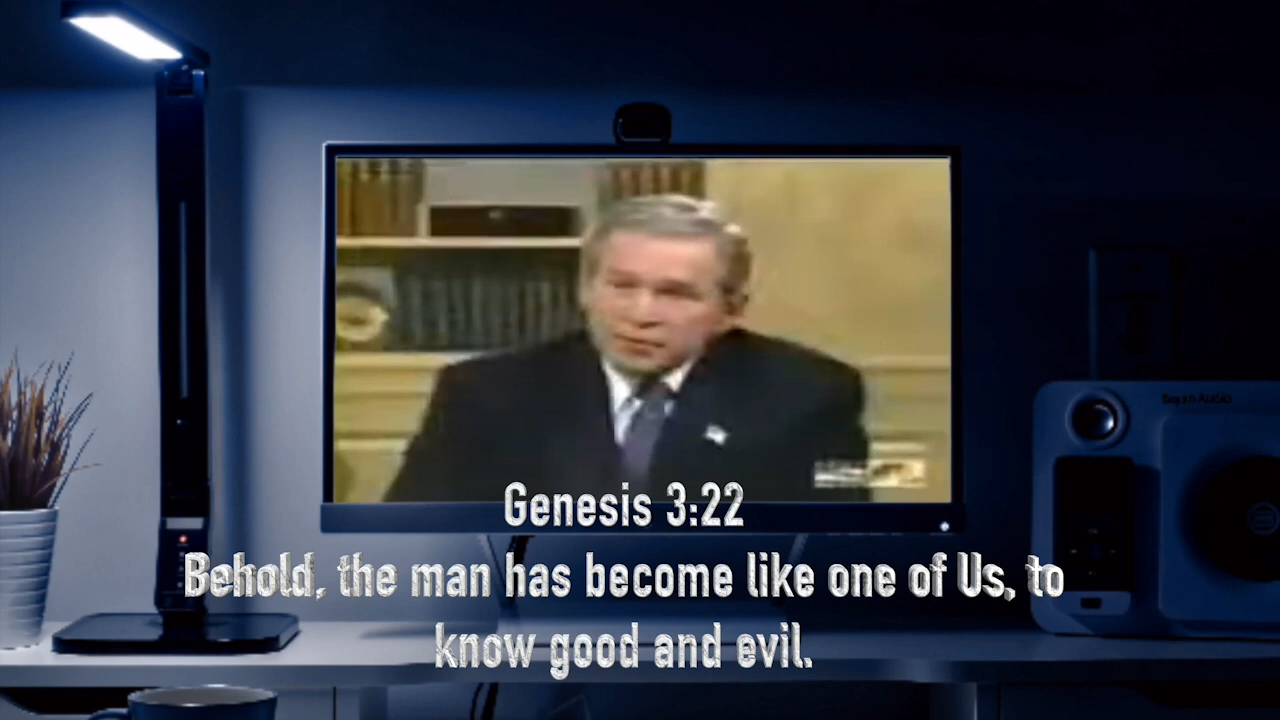 Genesis 3:22
Behold, the man has become like one of Us, to
know good and evil.